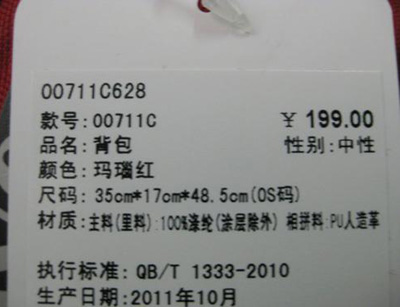 00711C628
款号:00711C ¥ 199.00
品名:背包 性别:中性
颜色:玛瑙红
尺码: 35cm*17cm*48.5cm(OS码)
材质:主料(里料):100%涤纶(涂层除外) 相拼料:PU人造革
执行标准: QB/T 1333-2010
生产日期:2011年10月